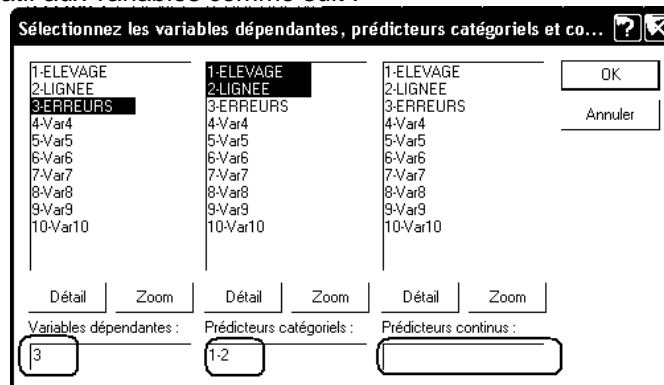 Sélectionnez les variables dépendantes, prédicteurs catégoriels et co...
1-ELEVAGE
2-LIGNEE
3-ERREURS
4-Var4
5-Var5
6-Var6
7-Var7
8-Var8
9-Var9
10-Var10
1-ELEVAGE
2-LIGNEE
3-ERREURS
4-Var4
5-Var5
6-Var6
7-Var7
8-Var8
9-Var9
10-Var10
1-ELEVAGE
2-LIGNEE
3-ERREURS
4-Var4
5-Var5
6-Var6
7-Var7
8-Var8
9-Var9
10-Var10
OK
Annuler
Détail Zoom Détail Zoom Détail Zoom
Variables dépendantes : Prédicteurs catégoriels : Prédicteurs continus :
3 1-2